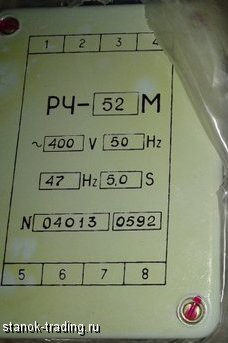 1 2 3 4
РЧ-52М
~400 V 50 Hz
47 Hz 5,0 S
N 04013 0592
5 6 7 8
stanok-trading.ru